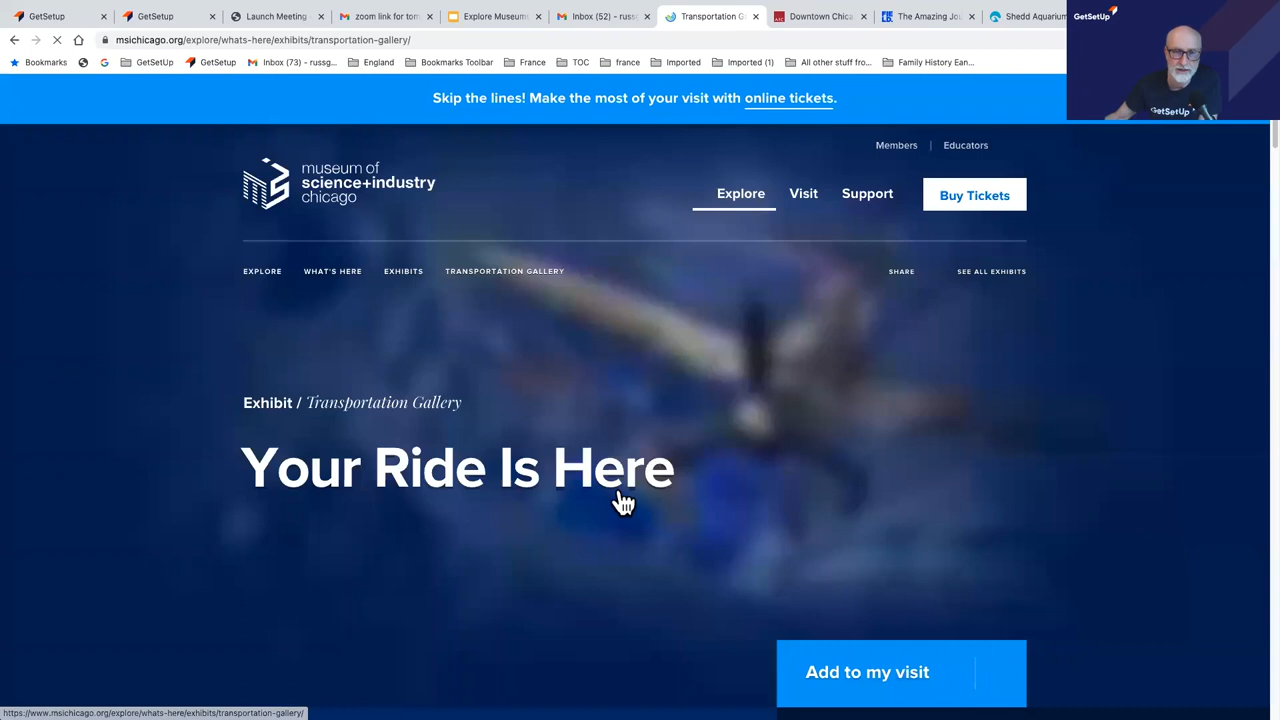 GetSetUp
GetSetUp
Launch Meeting
zoom link for tom
Explore Museums
Inbox (52) - russg
Transportation Ga
Downtown Chica
The Amazing Jou
Shedd Aquarium
msichicago.org/explore/whats-here/exhibits/transportation-gallery/
Bookmarks
GetSetUp
GetSetup
Inbox (73) - russg...
England
Bookmarks Toolbar
France
TOC
france
Imported
Imported (1)
All other stuff fro...
Family History Ean...
GetSetUp
GetSetUp
Skip the lines! Make the most of your visit with online tickets.
Members | Educators
museum of
science+industry
chicago
Explore Visit Support Buy Tickets
EXPLORE WHAT'S HERE EXHIBITS TRANSPORTATION GALLERY SHARE SEE ALL EXHIBITS
Exhibit / Transportation Gallery
Your Ride Is Here
Add to my visit
https://www.msichicago.org/explore/whats-here/exhibits/transportation-gallery/